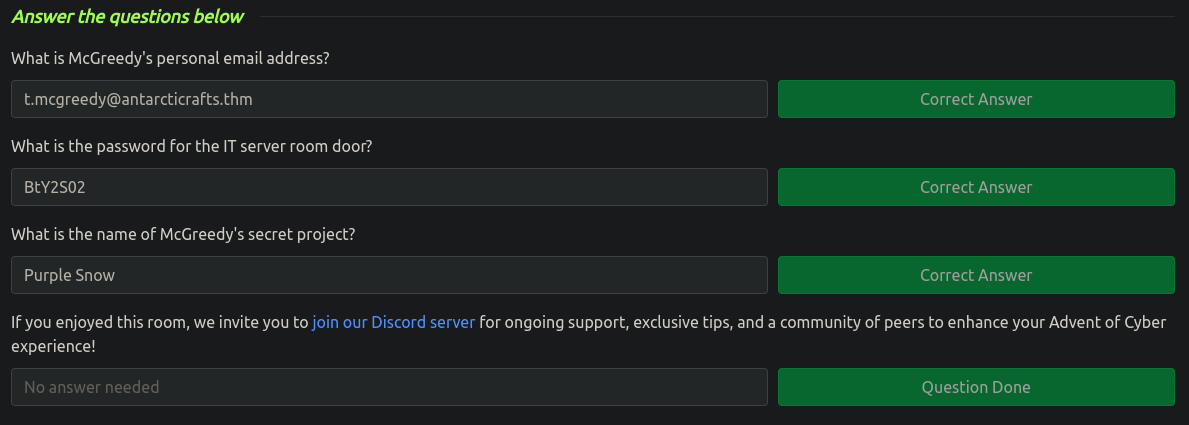 Answer the questions below
What is McGreedy's personal email address?
t.mcgreedy@antarcticrafts.thm
Correct Answer
What is the password for the IT server room door?
BtY2S02
Correct Answer
What is the name of McGreedy's secret project?
Purple Snow
Correct Answer
If you enjoyed this room, we invite you to join our Discord server for ongoing support, exclusive tips, and a community of peers to enhance your Advent of Cyber
experience!
No answer needed
Question Done